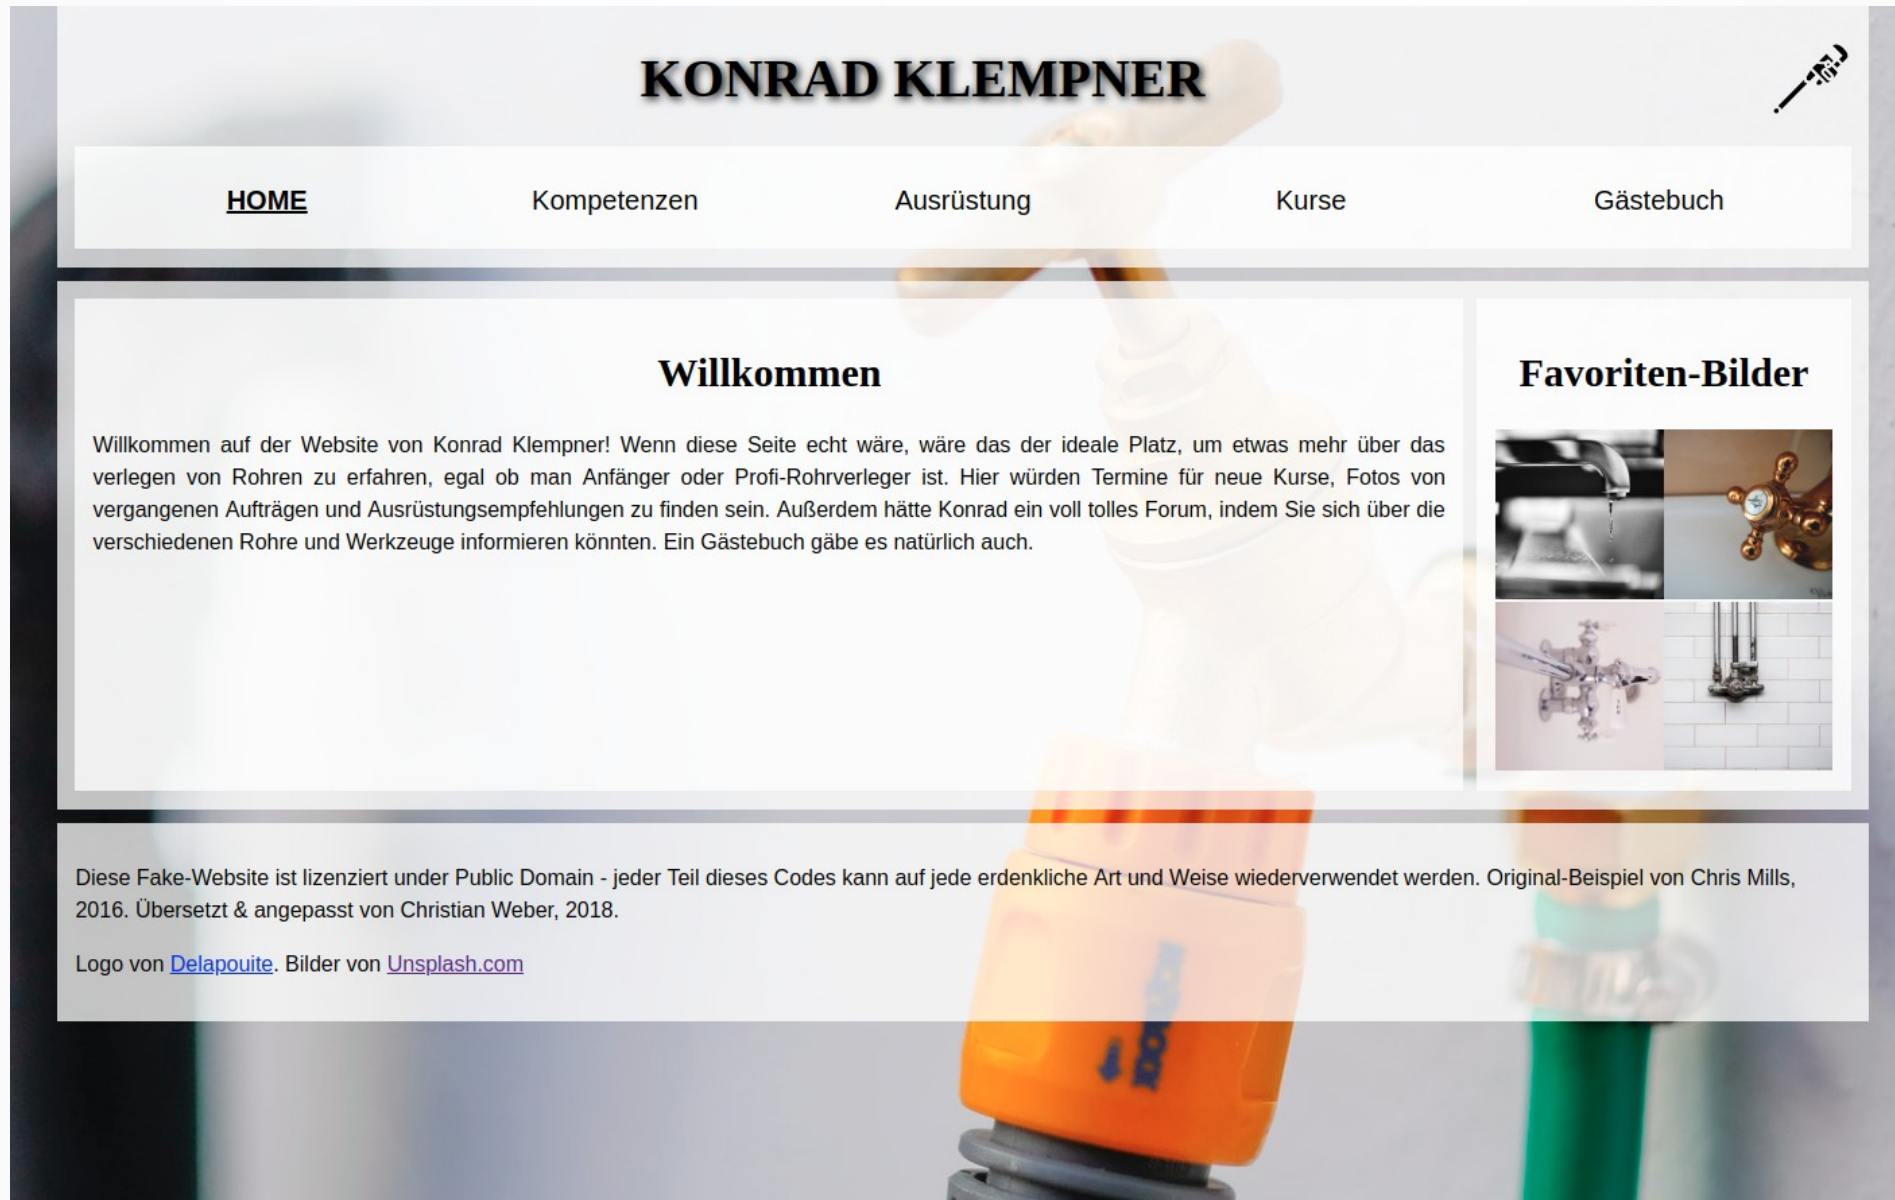 KONRAD KLEMPNER
HOME Kompetenzen Ausrüstung Kurse Gästebuch
Willkommen
Willkommen auf der Website von Konrad Klempner! Wenn diese Seite echt wäre, wäre das der ideale Platz, um etwas mehr über das
verlegen von Rohren zu erfahren, egal ob man Anfänger oder Profi-Rohrverleger ist. Hier würden Termine für neue Kurse, Fotos von
vergangenen Aufträgen und Ausrüstungsempfehlungen zu finden sein. Außerdem hätte Konrad ein voll tolles Forum, indem Sie sich über die
verschiedenen Rohre und Werkzeuge informieren könnten. Ein Gästebuch gäbe es natürlich auch.
Favoriten-Bilder
Diese Fake-Website ist lizenziert under Public Domain - jeder Teil dieses Codes kann auf jede erdenkliche Art und Weise wiederverwendet werden. Original-Beispiel von Chris Mills,
2016. Übersetzt & angepasst von Christian Weber, 2018.
Logo von Delapouite. Bilder von Unsplash.com